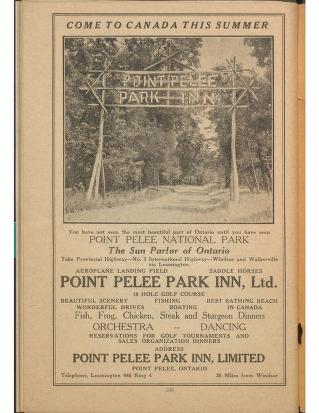 COME TO CANADA THIS SUMMER
POINT PELEE
PARK INN
You have not seen the most beautiful part of Ontario until you have seen
POINT PELEE NATIONAL PARK
The Sun Parlor of Ontario
Take Provincial Highway—No. 3 International Highway—Windsor and Walkerville
via Leamington.
AEROPLANE LANDING FIELD SADDLE HORSES
POINT PELEE PARK INN, Ltd.
18 HOLE GOLF COURSE
BEAUTIFUL SCENERY FISHING BEST BATHING BEACH
WONDERFUL DRIVES BOATING IN CANADA
Fish, Frog, Chicken, Steak and Sturgeon Dinners
ORCHESTRA -- DANCING
RESERVATIONS FOR GOLF TOURNAMENTS AND
SALES ORGANIZATION DINNERS
ADDRESS
POINT PELEE PARK INN, LIMITED
POINT PELEE, ONTARIO
Telephone, Leamington 646 Ring 4 38 Miles from Windsor